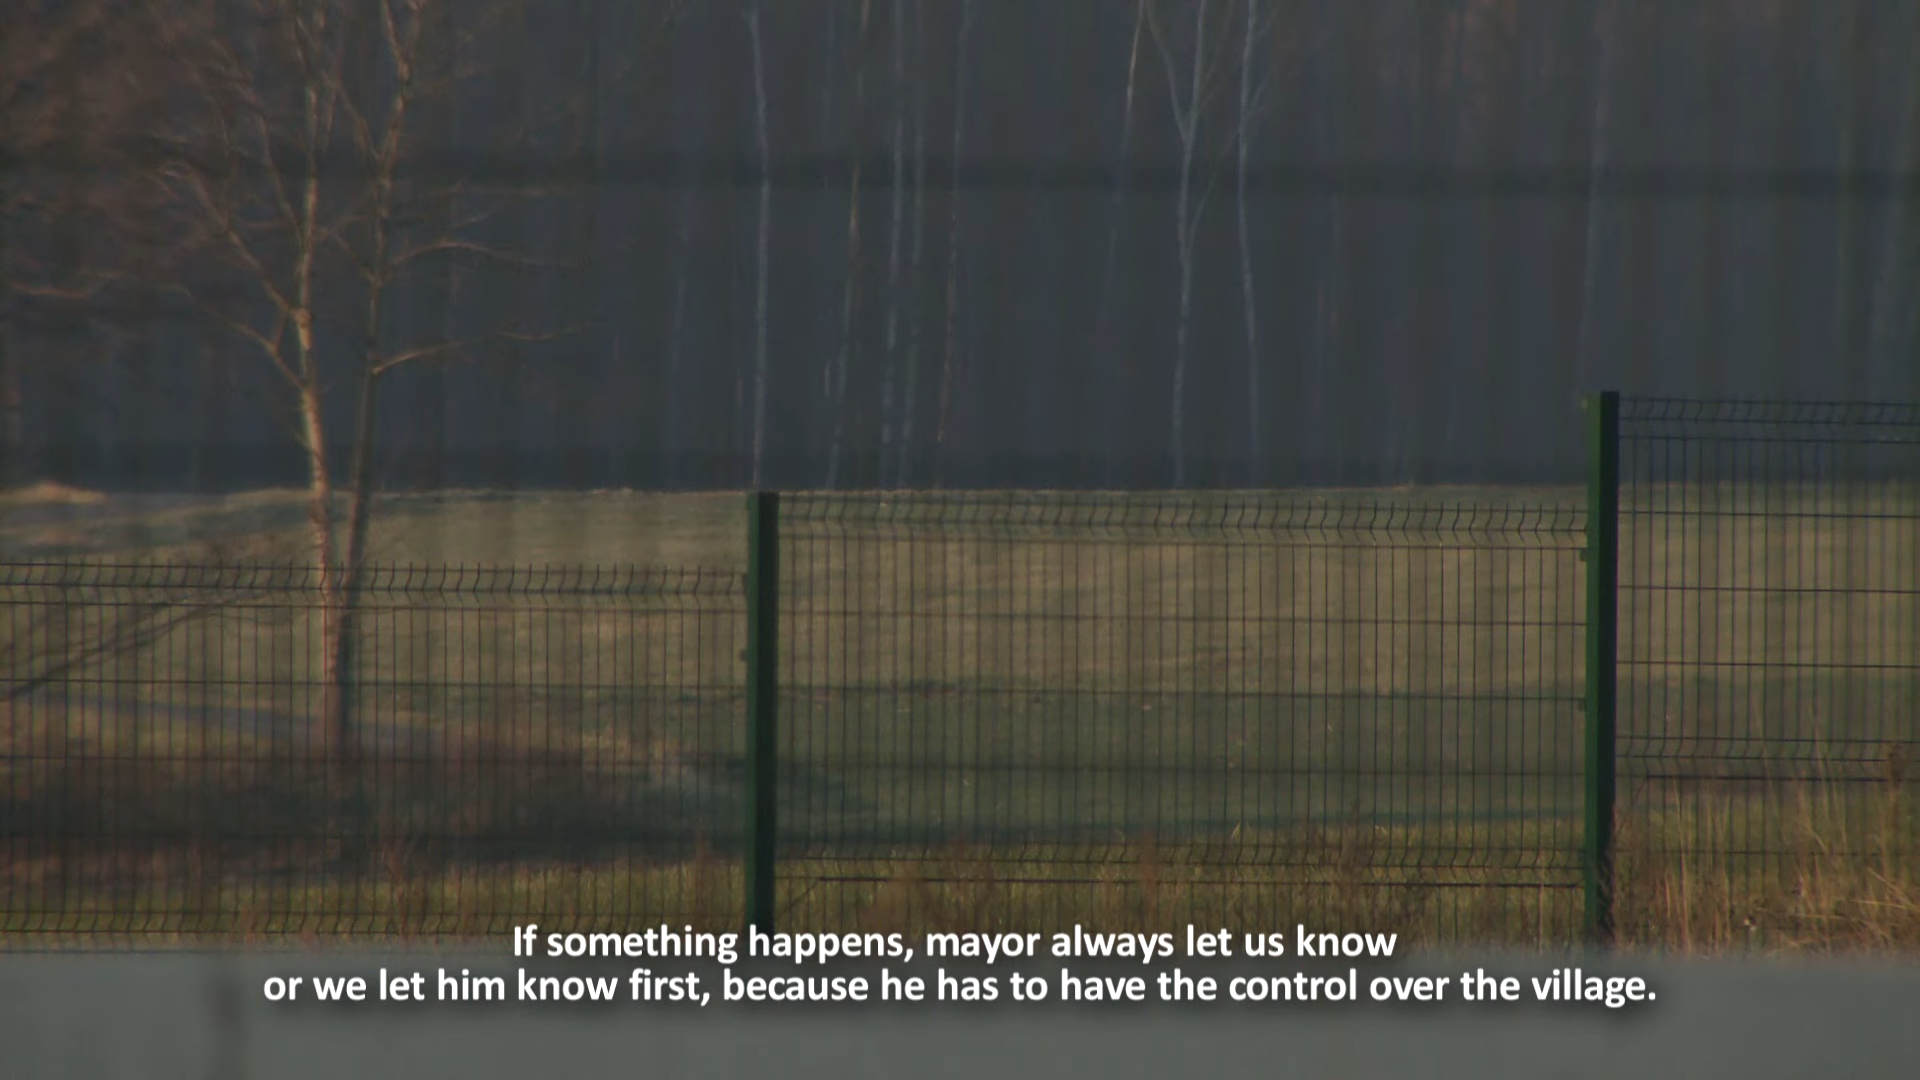 If something happens, mayor always let us know
or we let him know first, because he has to have the control over the village.